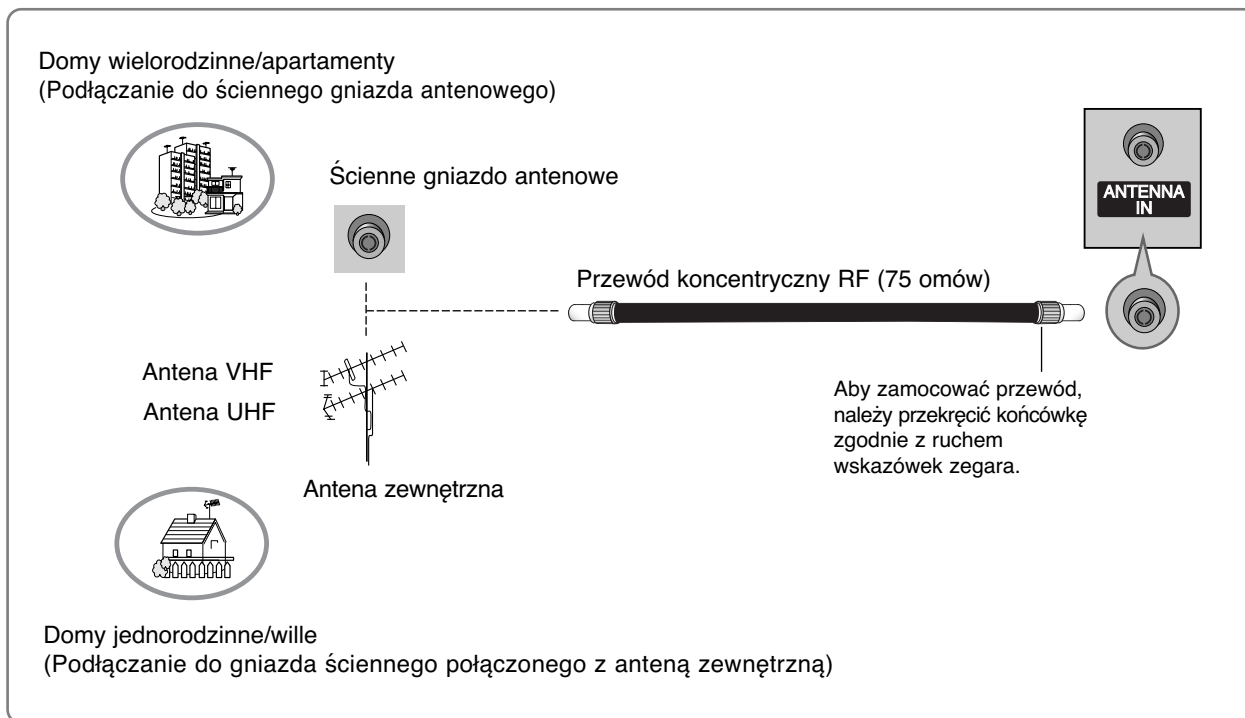 Domy wielorodzinne/apartamenty
(Podłączanie do ściennego gniazda antenowego)
Ścienne gniazdo antenowe
ANTENNA
IN
Przewód koncentryczny RF (75 omów)
Antena VHF
Antena UHF
Aby zamocować przewód,
należy przekręcić końcówkę
zgodnie z ruchem
wskazówek zegara.
Antena zewnętrzna
Domy jednorodzinne/wille
(Podłączanie do gniazda ściennego połączonego z anteną zewnętrzną)